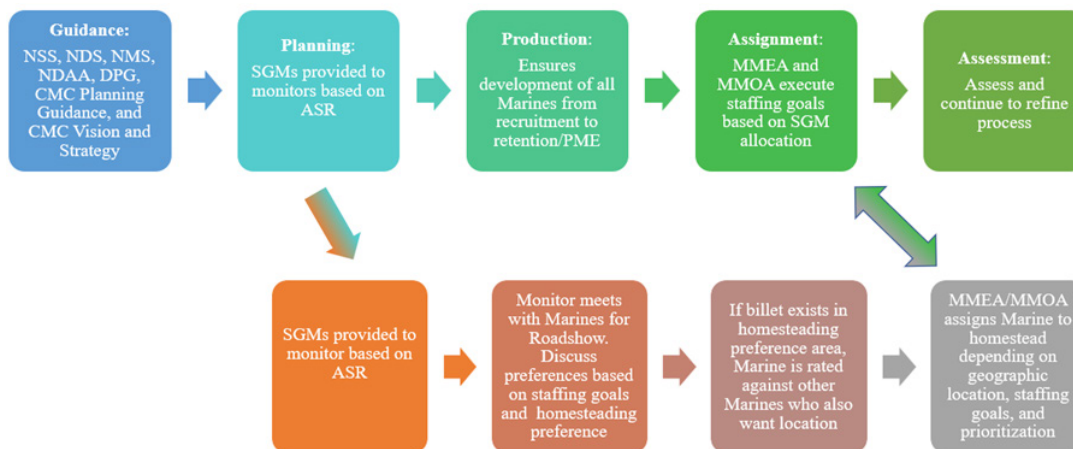 Guidance:
NSS, NDS, NMS,
NDAA, DPG,
CMC Planning
Guidance, and
CMC Vision and
Strategy
Planning:
SGMs provided to
monitors based on
ASR
Production:
Ensures
development of all
Marines from
recruitment to
retention/PME
Assignment:
MMEA and
MMOA execute
staffing goals
based on SGM
allocation
Assessment:
Assess and
continue to refine
process
SGMs provided to
monitor based on
ASR
Monitor meets
with Marines for
Roadshow.
Discuss
preferences based
on staffing goals
and homesteading
preference
If billet exists in
homesteading
preference area,
Marine is rated
against other
Marines who also
want location
MMEA/MMOA
assigns Marine to
homestead
depending on
geographic
location, staffing
goals, and
prioritization